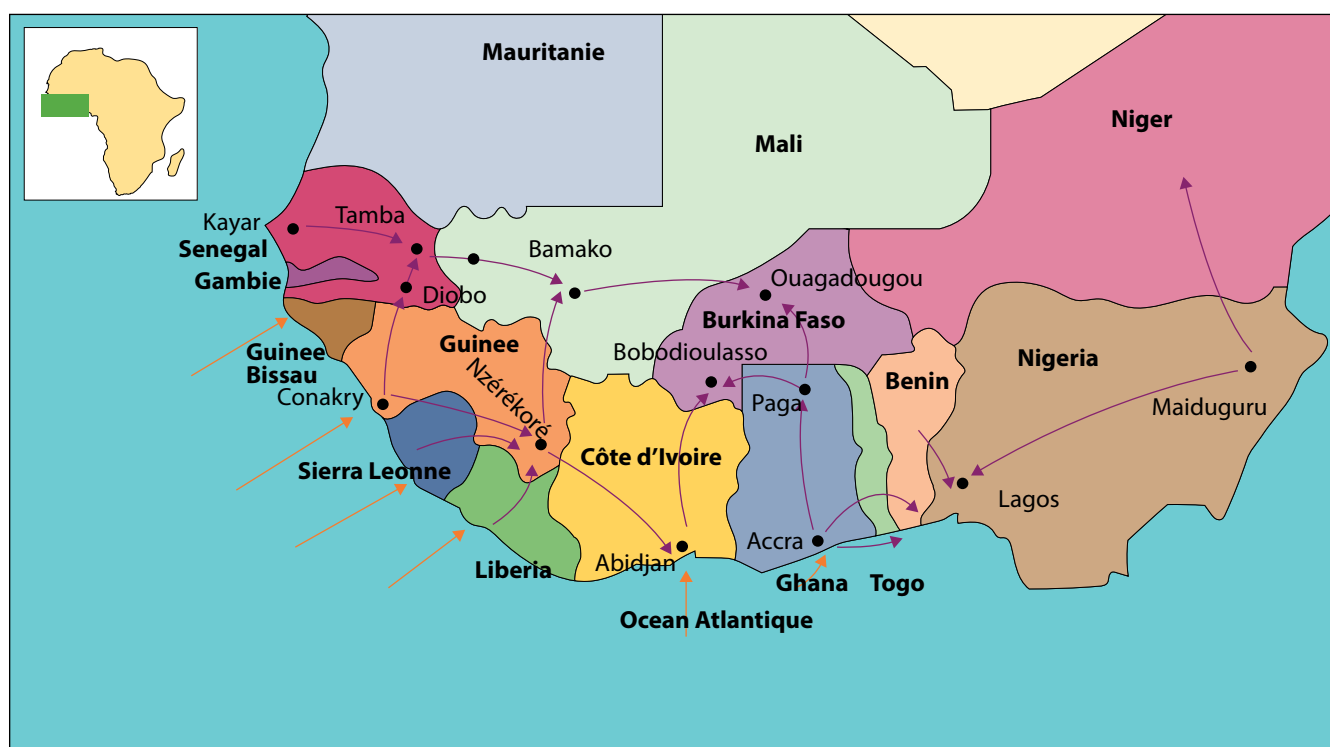 Mauritanie
Niger
Mali
Kayar
Tamba
Senegal
Bamako
Gambie
Diobo
Ouagadougou
Burkina Faso
Guinee
Guinee
Bissau
Bobodioulasso
Nigeria
Benin
Conakry
Nzérékoré
Paga
Maiduguru
Côte d'Ivoire
Sierra Leonne
Lagos
Accra
Abidjan
Liberia
Ghana
Togo
Ocean Atlantique